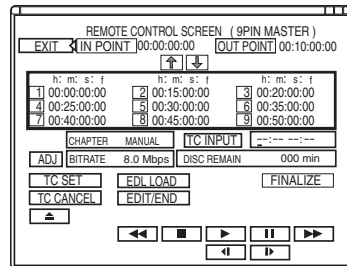 REMOTE CONTROL SCREEN ( 9PIN MASTER )
EXIT IN POINT 00:00:00:00 OUT POINT 00:10:00:00
h: m: s: f h: m: s: f h: m: s: f
1 00:00:00:00 2 00:15:00:00 3 00:20:00:00
4 00:25:00:00 5 00:30:00:00 6 00:35:00:00
7 00:40:00:00 8 00:45:00:00 9 00:50:00:00
CHAPTER MANUAL TC INPUT --:-- --:--
ADJ BITRATE 8.0 Mbps DISC REMAIN 000 min
TC SET EDL LOAD FINALIZE
TC CANCEL EDIT/END